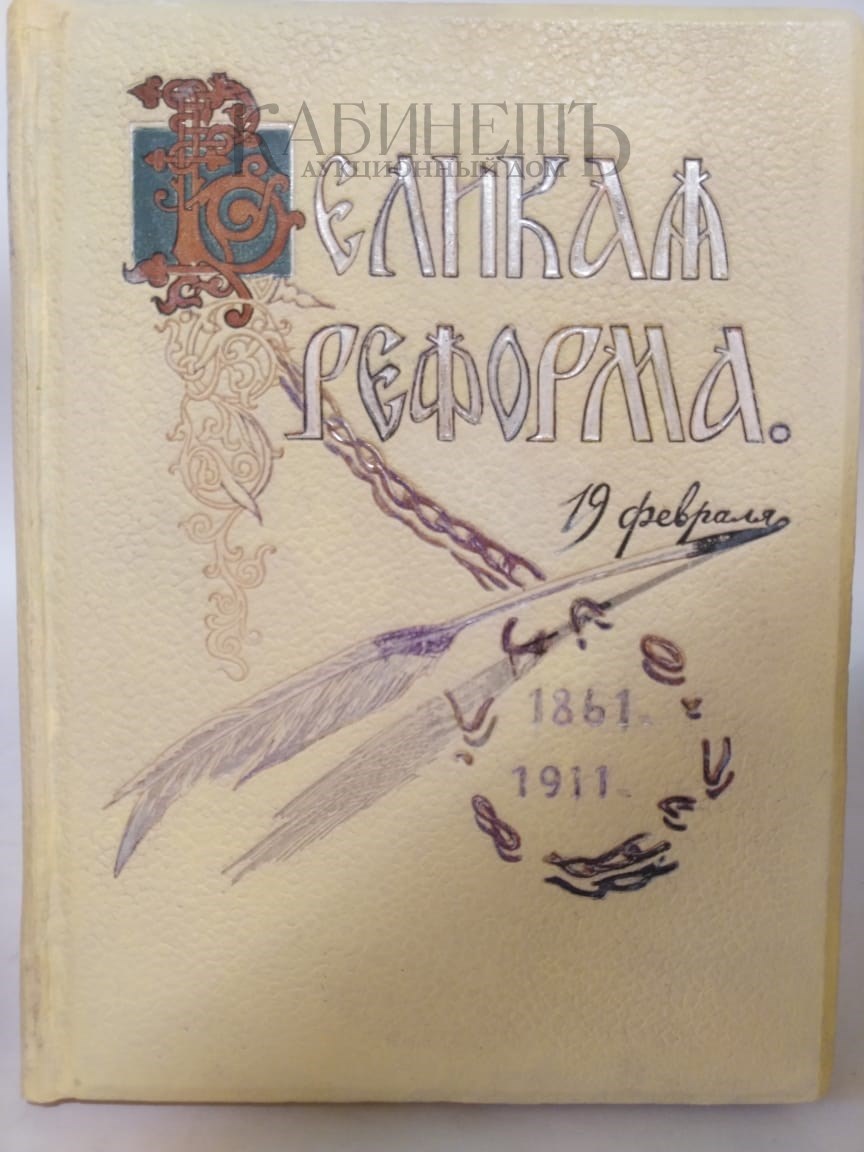 КАБИНЕТЪ
АУКЦИОННЫЙ ДОМ
ВЕЛИКАЯ
РЕФОРМА.
19 февраля
1861.
1911.